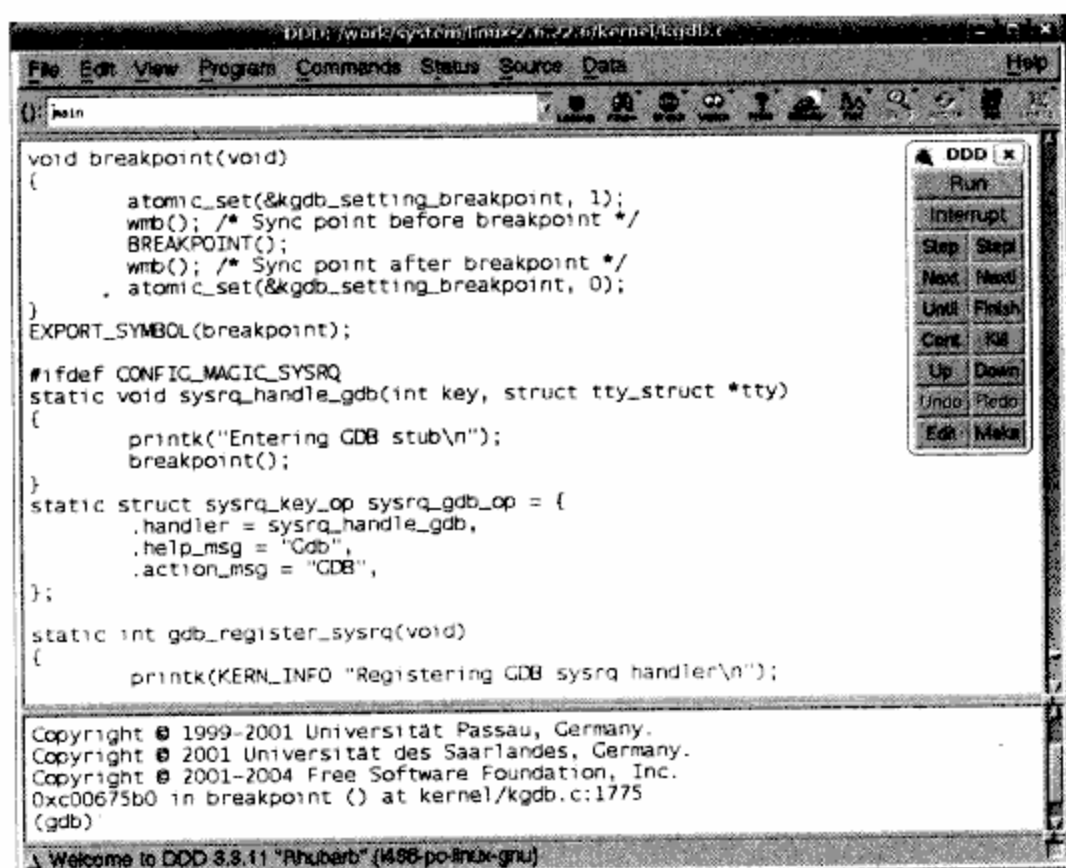 DDD: /work/system/linux-2.6.22.6/kernel/kgdb.c
File Edit View Program Commands Status Source Data Help
(): main
void breakpoint(void)
{
atomic_set(&kgdb_setting_breakpoint, 1);
wmb(); /* Sync point before breakpoint */
BREAKPOINT();
wmb(); /* Sync point after breakpoint */
atomic_set(&kgdb_setting_breakpoint, 0);
}
EXPORT_SYMBOL(breakpoint);
#ifdef CONFIG_MAGIC_SYSRQ
static void sysrq_handle_gdb(int key, struct tty_struct *tty)
{
printk("Entering GDB stub\n");
breakpoint();
}
static struct sysrq_key_op sysrq_gdb_op = {
.handler = sysrq_handle_gdb,
.help_msg = "Gdb",
.action_msg = "GDB",
};
static int gdb_register_sysrq(void)
{
printk(KERN_INFO "Registering GDB sysrq handler\n");
DDD
Run
Interrupt
Step Stepi
Next Nexti
Until Finish
Cont Kill
Up Down
Undo Redo
Edit Make
Copyright © 1999-2001 Universität Passau, Germany.
Copyright © 2001 Universität des Saarlandes, Germany.
Copyright © 2001-2004 Free Software Foundation, Inc.
0xc00675b0 in breakpoint () at kernel/kgdb.c:1775
(gdb)
Welcome to DDD 3.3.11 "Rhubarb" (i486-pc-linux-gnu)